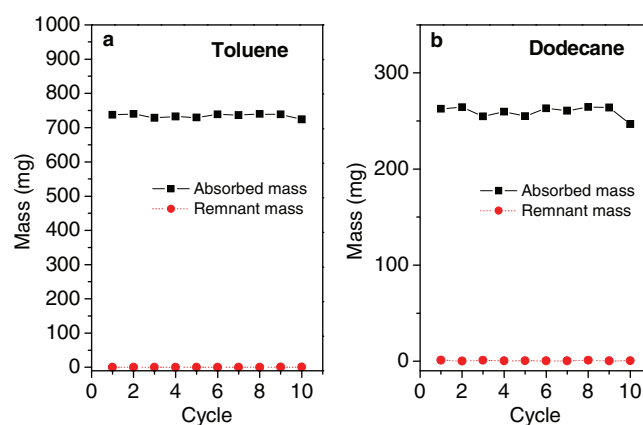 a
Toluene
1000
900
800
700
600
500
400
300
200
100
0
Mass (mg)
Absorbed mass
Remnant mass
0 2 4 6 8 10
Cycle
b
Dodecane
300
200
100
0
Mass (mg)
Absorbed mass
Remnant mass
0 2 4 6 8 10
Cycle